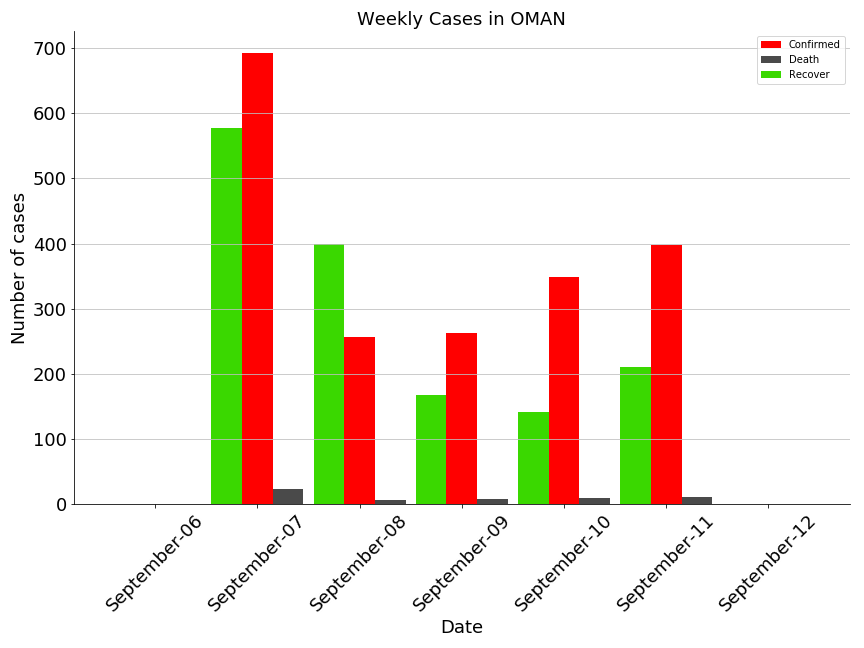 Weekly Cases in OMAN
Confirmed
Death
Recover
Number of cases
700
600
500
400
300
200
100
0
September-06
September-07
September-08
September-09
September-10
September-11
September-12
Date